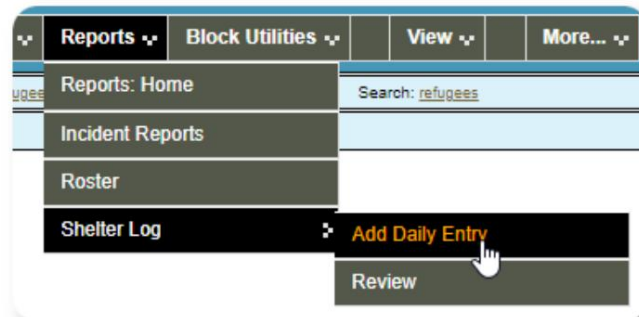 Reports Block Utilities View More...
Reports: Home
Search: refugees
Incident Reports
Roster
Shelter Log
Add Daily Entry
Review